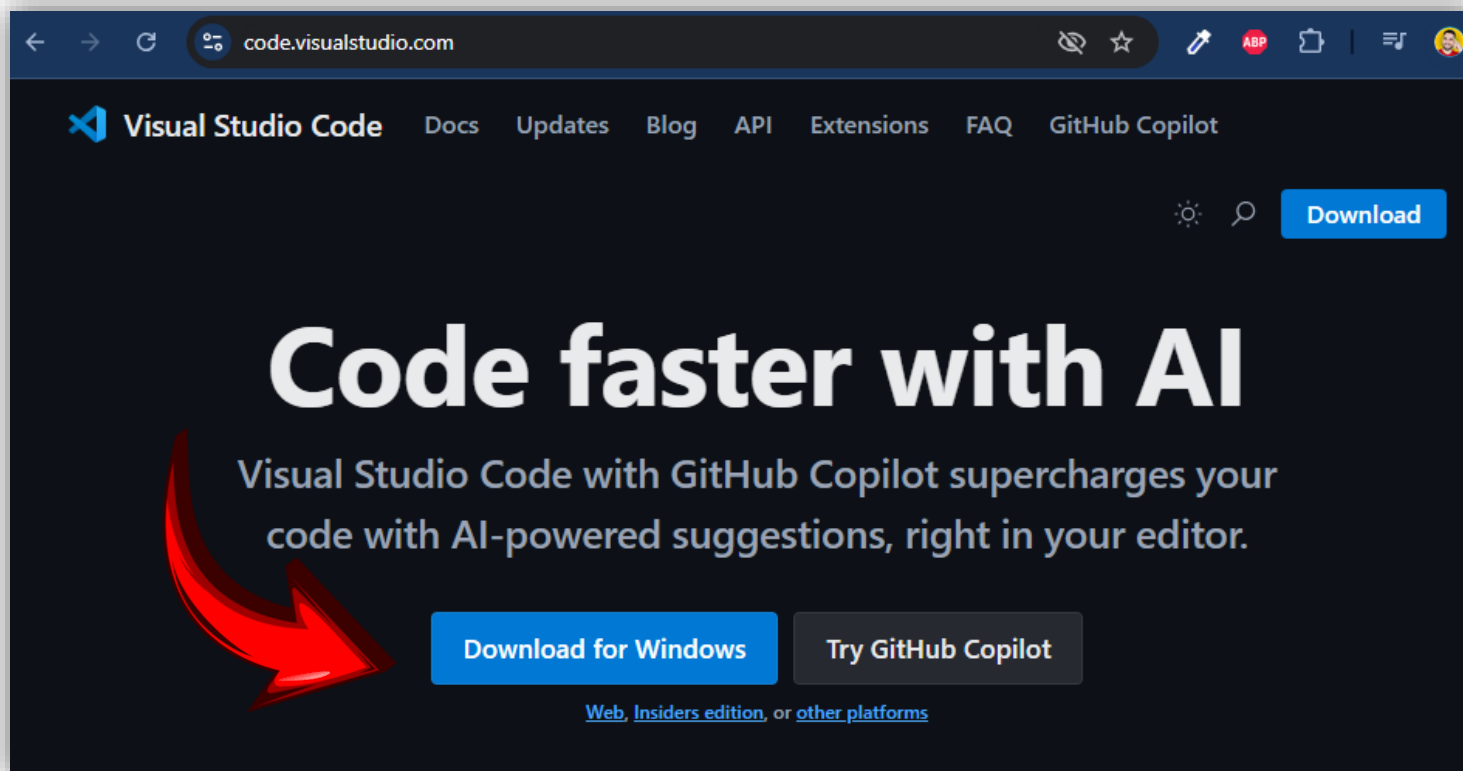 code.visualstudio.com
ABP
Visual Studio Code Docs Updates Blog API Extensions FAQ GitHub Copilot
Download
Code faster with AI
Visual Studio Code with GitHub Copilot supercharges your
code with AI-powered suggestions, right in your editor.
Download for Windows Try GitHub Copilot
Web, Insiders edition, or other platforms